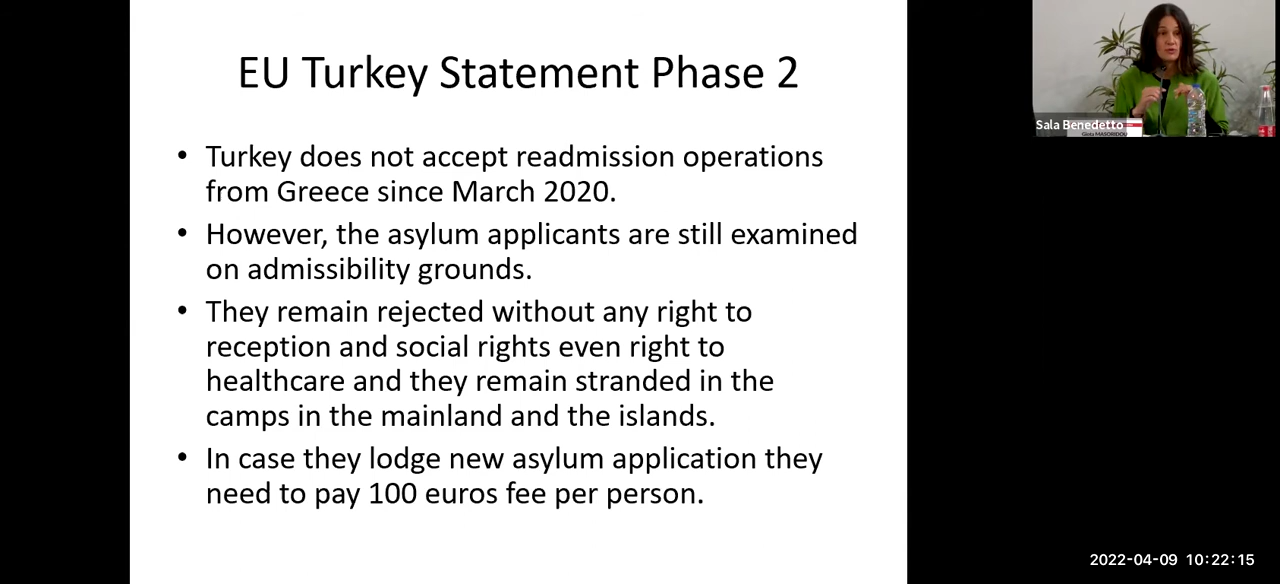 EU Turkey Statement Phase 2
• Turkey does not accept readmission operations
from Greece since March 2020.
• However, the asylum applicants are still examined
on admissibility grounds.
• They remain rejected without any right to
reception and social rights even right to
healthcare and they remain stranded in the
camps in the mainland and the islands.
• In case they lodge new asylum application they
need to pay 100 euros fee per person.
Sala Benedetto
2022-04-09 10:22:15